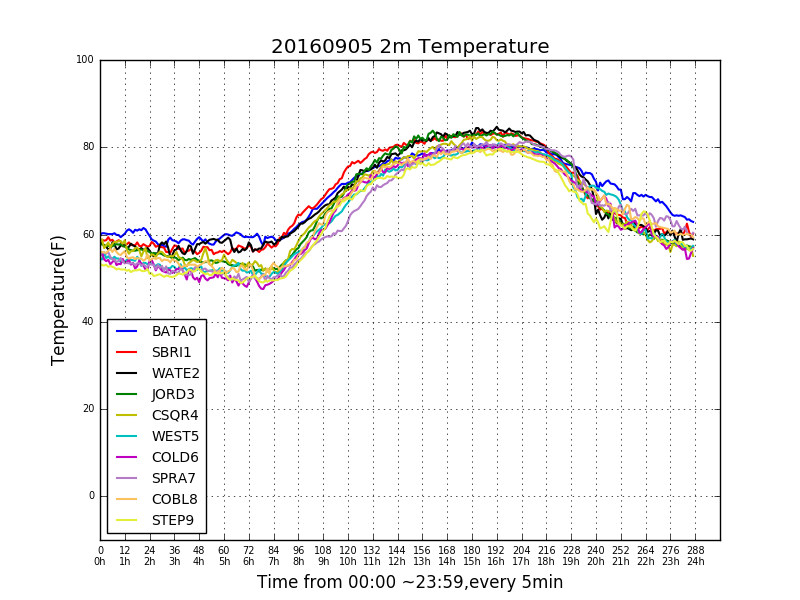 20160905 2m Temperature
100
80
60
40
20
0
Temperature(F)
BATA0
SBRI1
WATE2
JORD3
CSQR4
WEST5
COLD6
SPRA7
COBL8
STEP9
0 12 24 36 48 60 72 84 96 108 120 132 144 156 168 180 192 204 216 228 240 252 264 276 288
0h 1h 2h 3h 4h 5h 6h 7h 8h 9h 10h 11h 12h 13h 14h 15h 16h 17h 18h 19h 20h 21h 22h 23h 24h
Time from 00:00 ~23:59,every 5min